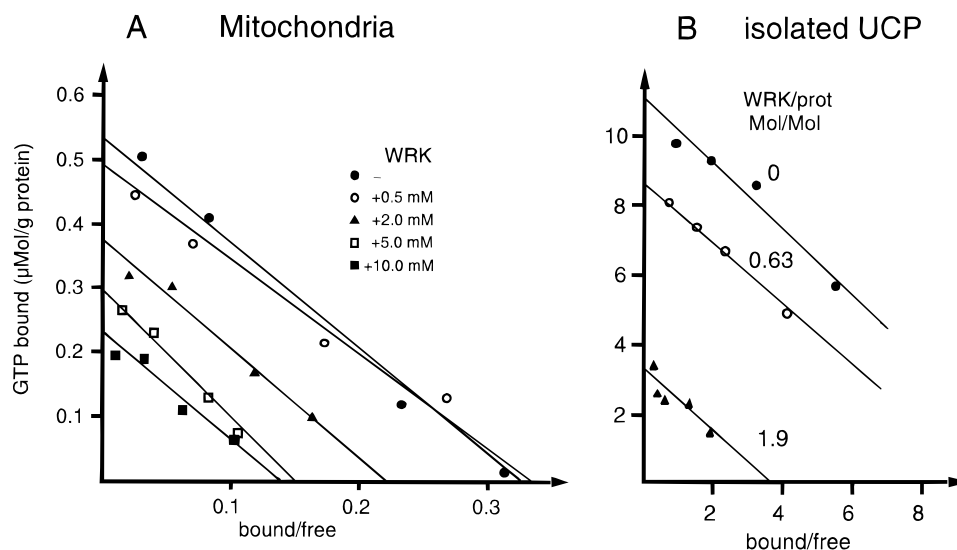 A Mitochondria
GTP bound (µMol/g protein)
0.6
0.5
0.4
0.3
0.2
0.1
WRK
–
+0.5 mM
+2.0 mM
+5.0 mM
+10.0 mM
0.1 0.2 0.3
bound/free
B isolated UCP
10
8
6
4
2
WRK/prot
Mol/Mol
0
0.63
1.9
2 4 6 8
bound/free